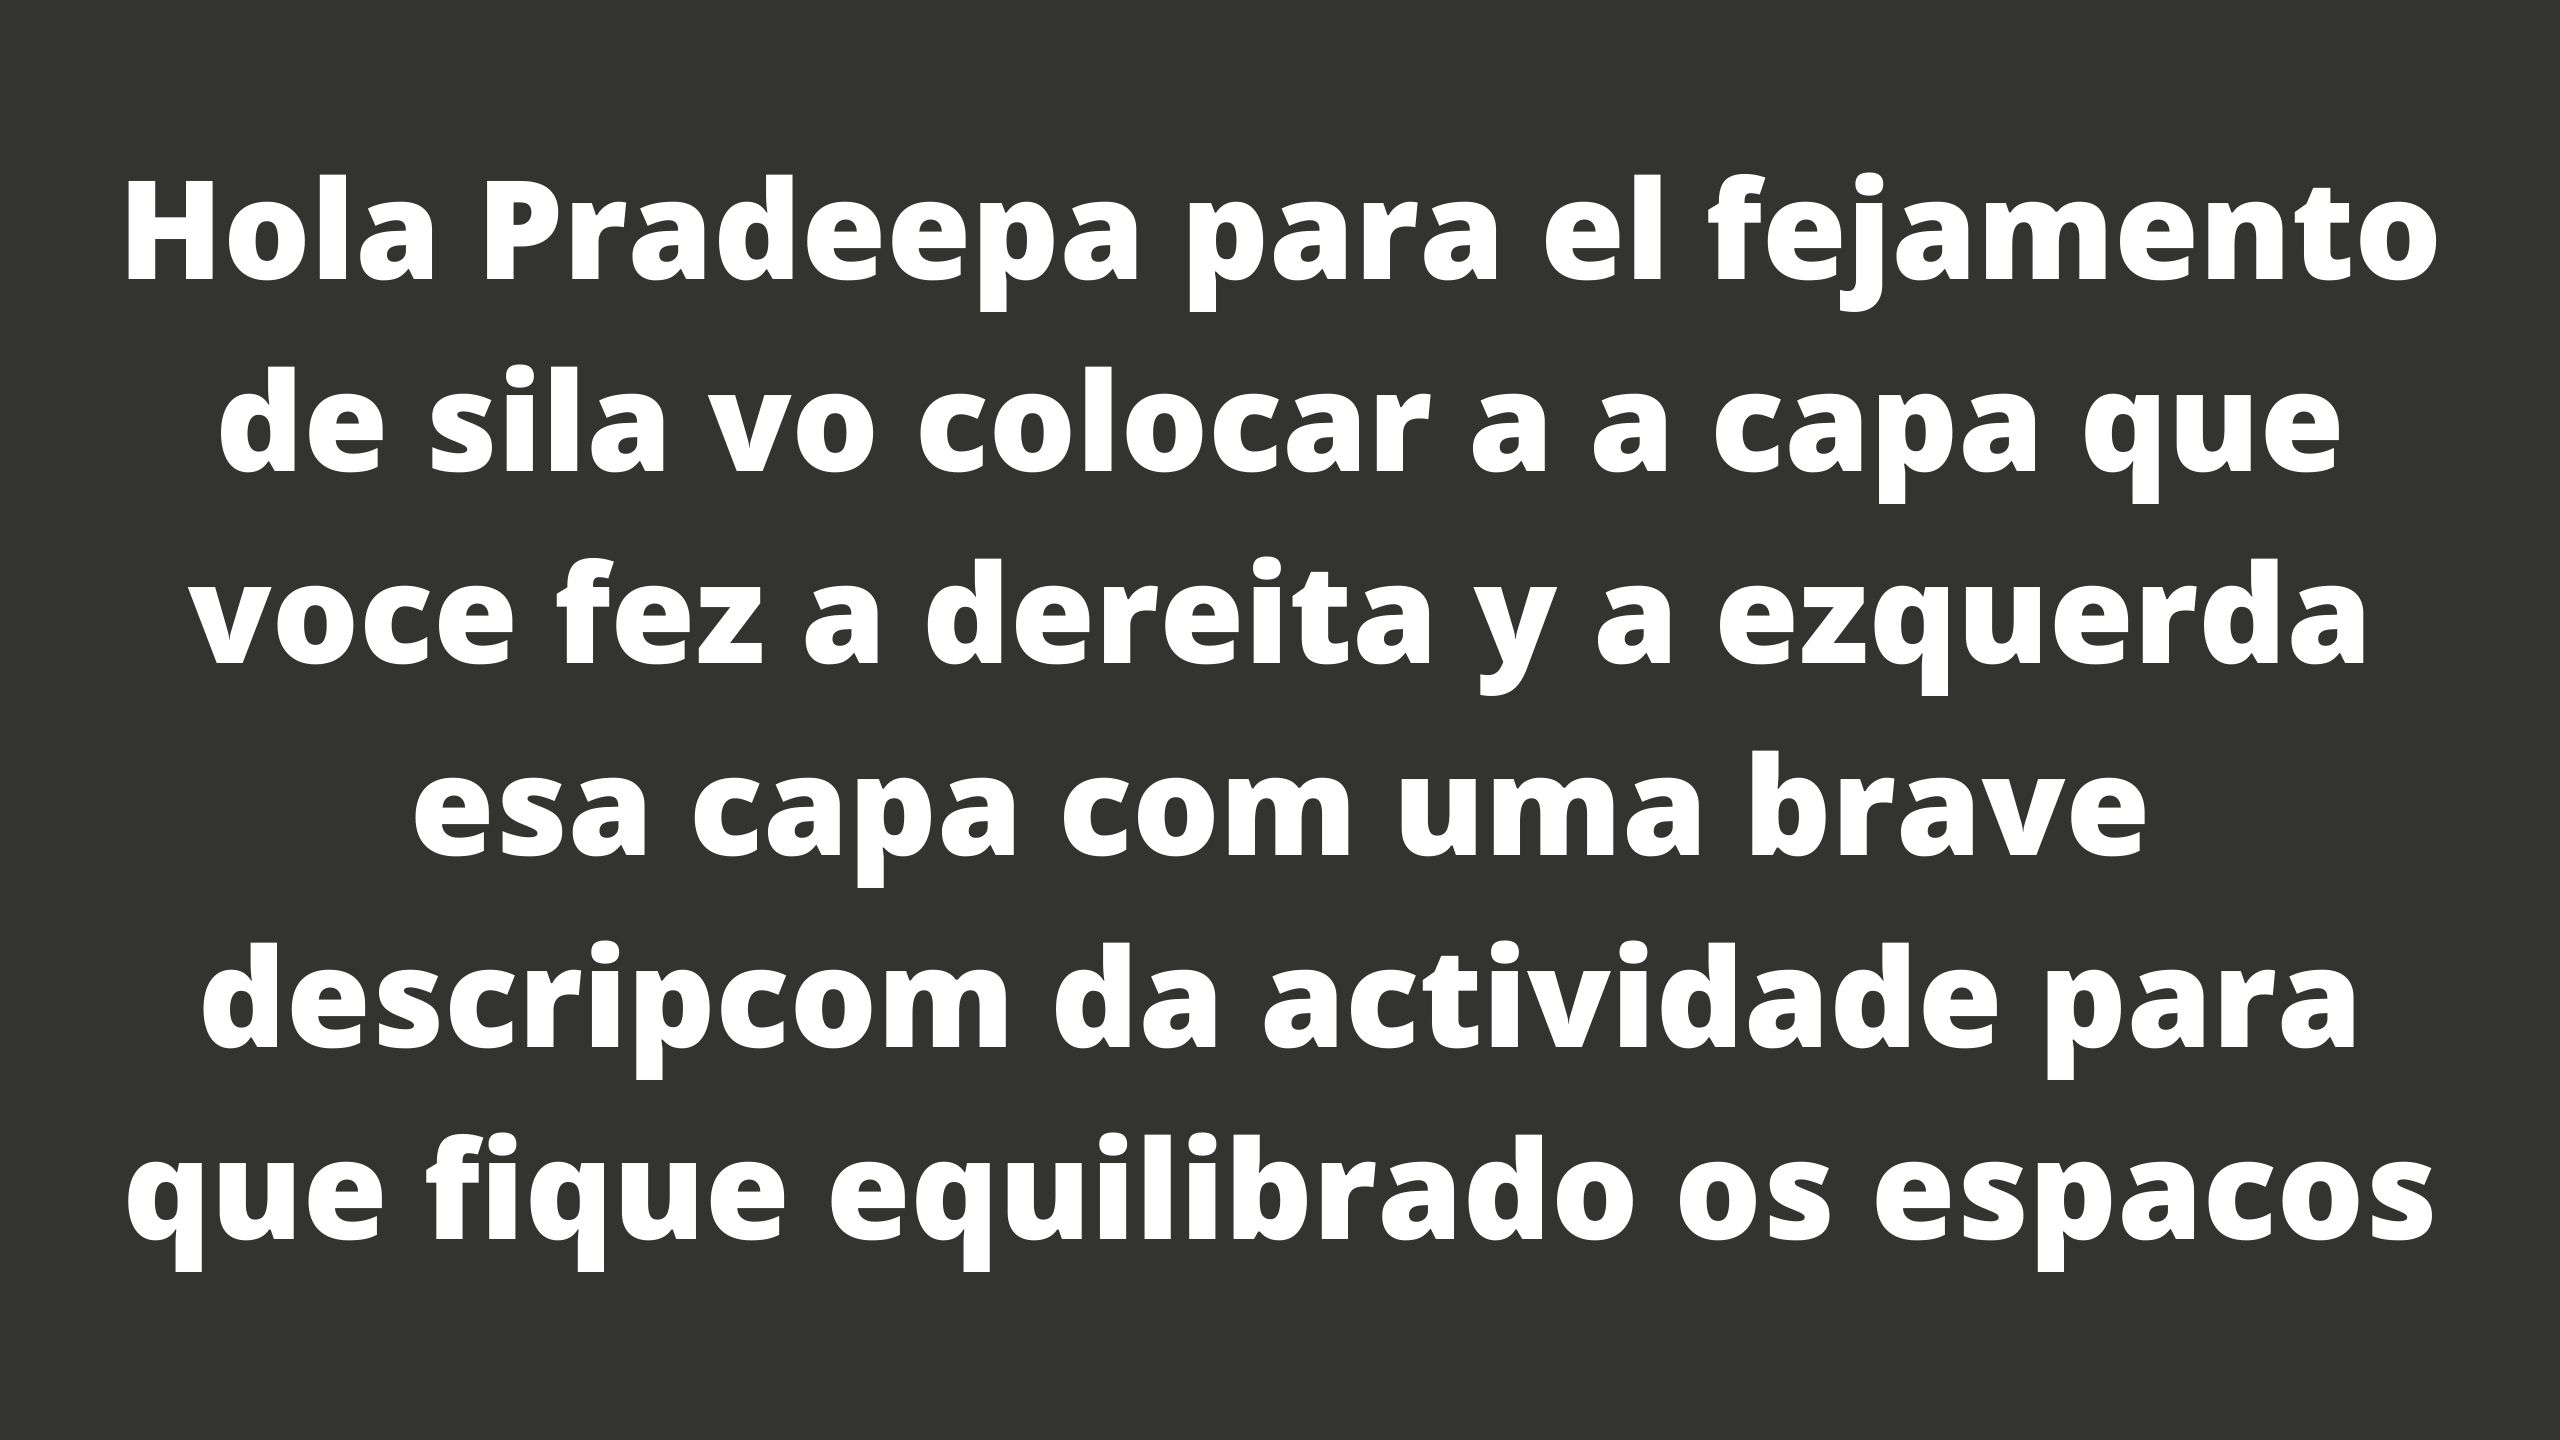 Hola Pradeepa para el fejamento
de sila vo colocar a a capa que
voce fez a dereita y a ezquerda
esa capa com uma brave
descripcom da actividade para
que fique equilibrado os espacos